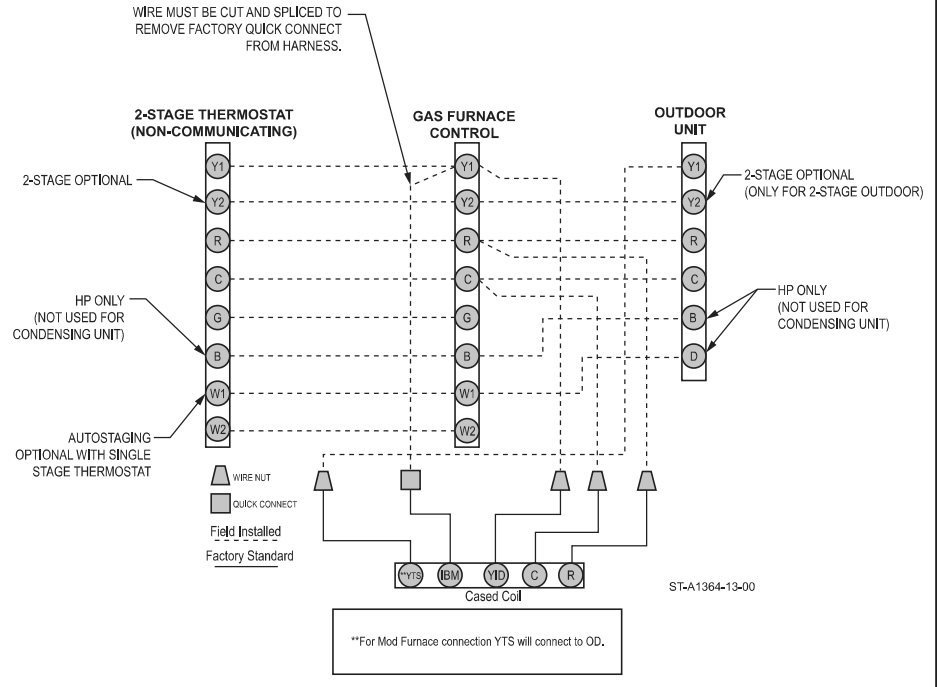 WIRE MUST BE CUT AND SPLICED TO
REMOVE FACTORY QUICK CONNECT
FROM HARNESS.
2-STAGE THERMOSTAT
(NON-COMMUNICATING)
GAS FURNACE
CONTROL
OUTDOOR
UNIT
Y1
Y2
R
C
G
B
W1
W2
Y1
Y2
R
C
G
B
W1
W2
Y1
Y2
R
C
B
D
2-STAGE OPTIONAL
HP ONLY
(NOT USED FOR
CONDENSING UNIT)
AUTOSTAGING
OPTIONAL WITH SINGLE
STAGE THERMOSTAT
2-STAGE OPTIONAL
(ONLY FOR 2-STAGE OUTDOOR)
HP ONLY
(NOT USED FOR
CONDENSING UNIT)
WIRE NUT
QUICK CONNECT
Field Installed
Factory Standard
**YTS
IBM
YID
C
R
Cased Coil
ST-A1364-13-00
**For Mod Furnace connection YTS will connect to OD.